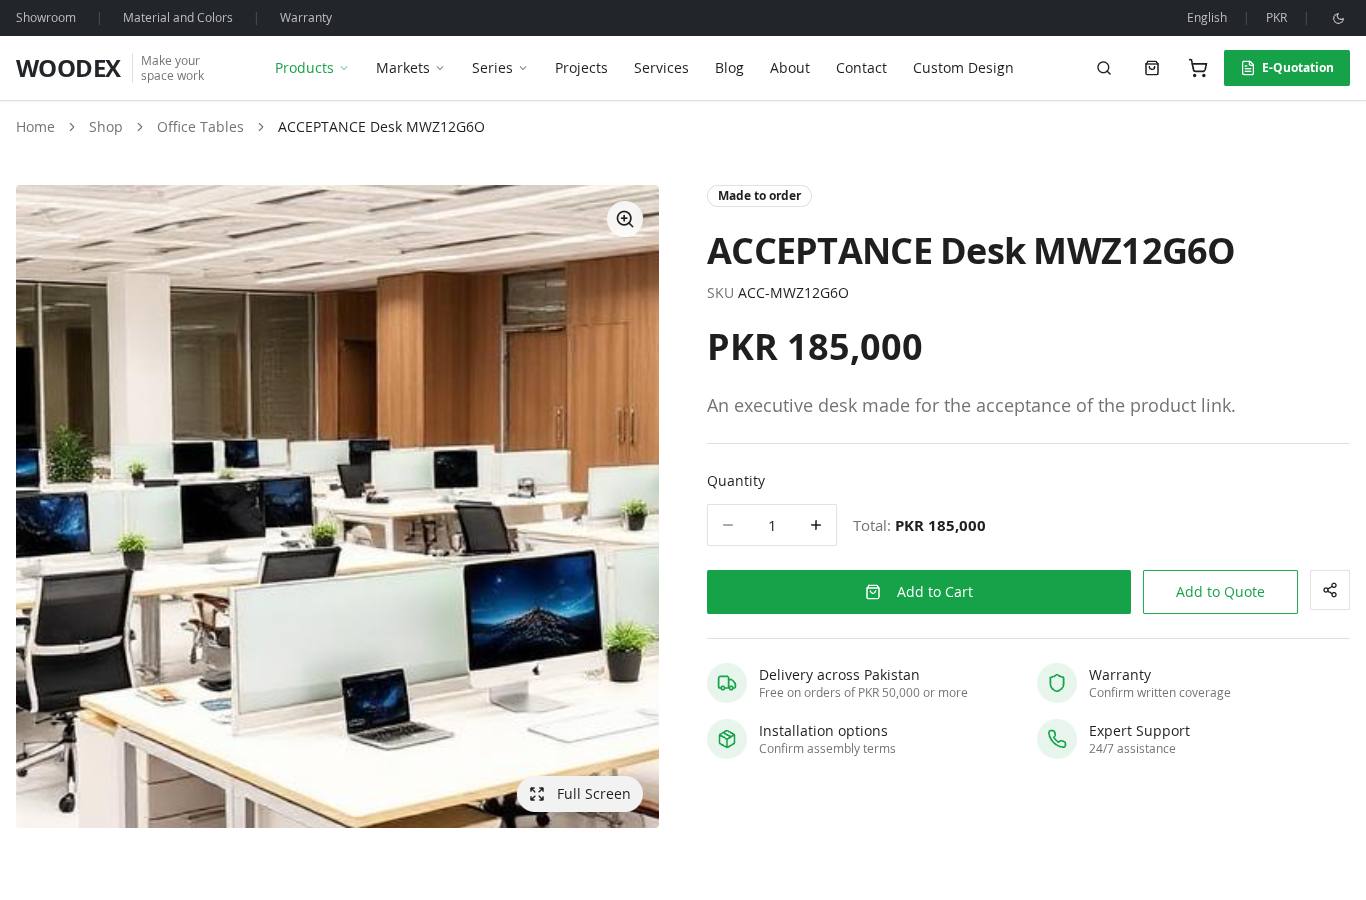 Showroom
Material and Colors
Warranty
English
PKR
WOODEX
Make your
space work
Products
Markets
Series
Projects
Services
Blog
About
Contact
Custom Design
E-Quotation
Home
Shop
Office Tables
ACCEPTANCE Desk MWZ12G6O
Made to order
ACCEPTANCE Desk MWZ12G6O
SKU ACC-MWZ12G6O
PKR 185,000
An executive desk made for the acceptance of the product link.
Quantity
1
Total: PKR 185,000
Add to Cart
Add to Quote
Delivery across Pakistan
Free on orders of PKR 50,000 or more
Warranty
Confirm written coverage
Installation options
Confirm assembly terms
Expert Support
24/7 assistance
Full Screen